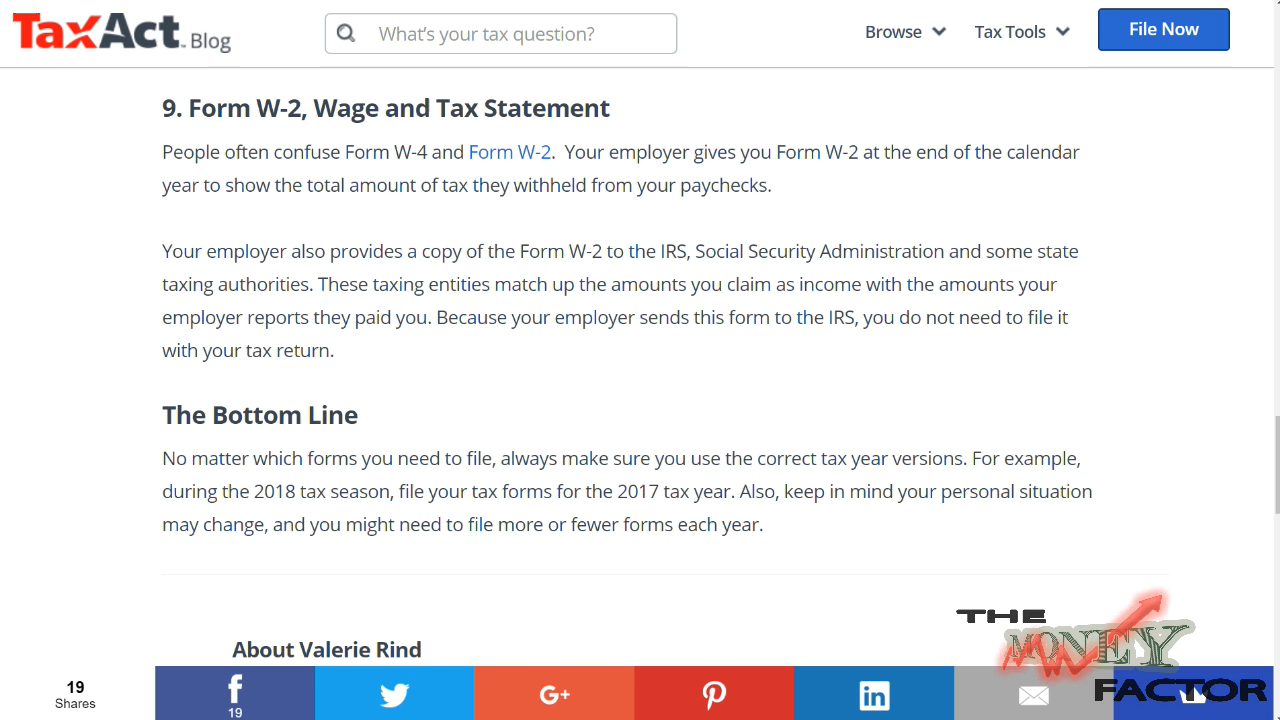 TaxAct Blog
What's your tax question?
Browse
Tax Tools
File Now
9. Form W-2, Wage and Tax Statement
People often confuse Form W-4 and Form W-2. Your employer gives you Form W-2 at the end of the calendar
year to show the total amount of tax they withheld from your paychecks.
Your employer also provides a copy of the Form W-2 to the IRS, Social Security Administration and some state
taxing authorities. These taxing entities match up the amounts you claim as income with the amounts your
employer reports they paid you. Because your employer sends this form to the IRS, you do not need to file it
with your tax return.
The Bottom Line
No matter which forms you need to file, always make sure you use the correct tax year versions. For example,
during the 2018 tax season, file your tax forms for the 2017 tax year. Also, keep in mind your personal situation
may change, and you might need to file more or fewer forms each year.
About Valerie Rind
THE
MONEY
FACTOR
19
Shares
f
19
G+
in